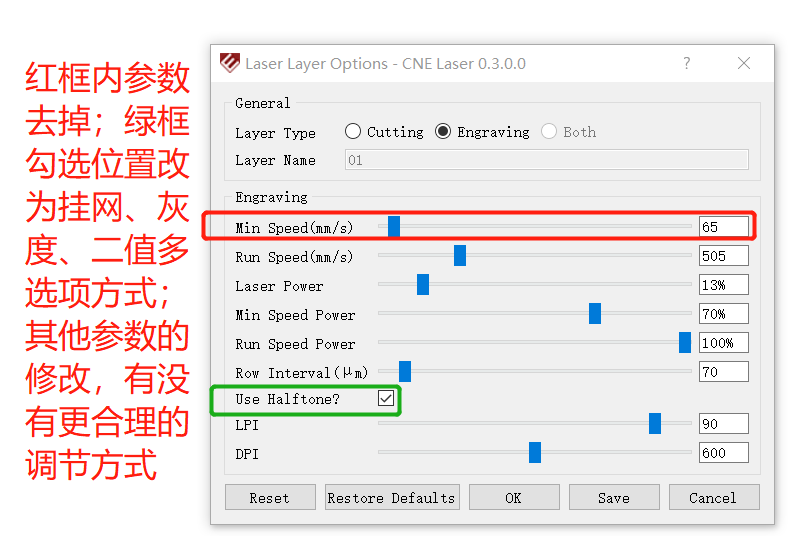 红框内参数
去掉；绿框
勾选位置改
为挂网、灰
度、二值多
选项方式；
其他参数的
修改，有没
有更合理的
调节方式
Laser Layer Options - CNE Laser 0.3.0.0
General
Layer Type Cutting Engraving Both
Layer Name 01
Engraving
Min Speed(mm/s) 65
Run Speed(mm/s) 505
Laser Power 13%
Min Speed Power 70%
Run Speed Power 100%
Row Interval(μm) 70
Use Halftone?
LPI 90
DPI 600
Reset Restore Defaults OK Save Cancel